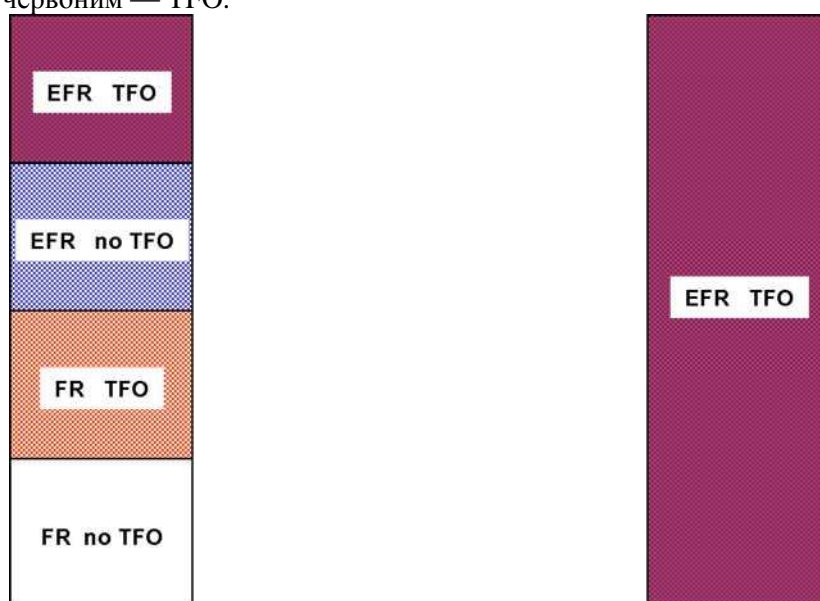 червоним — TFO.
EFR TFO
EFR no TFO
EFR TFO
FR TFO
FR no TFO